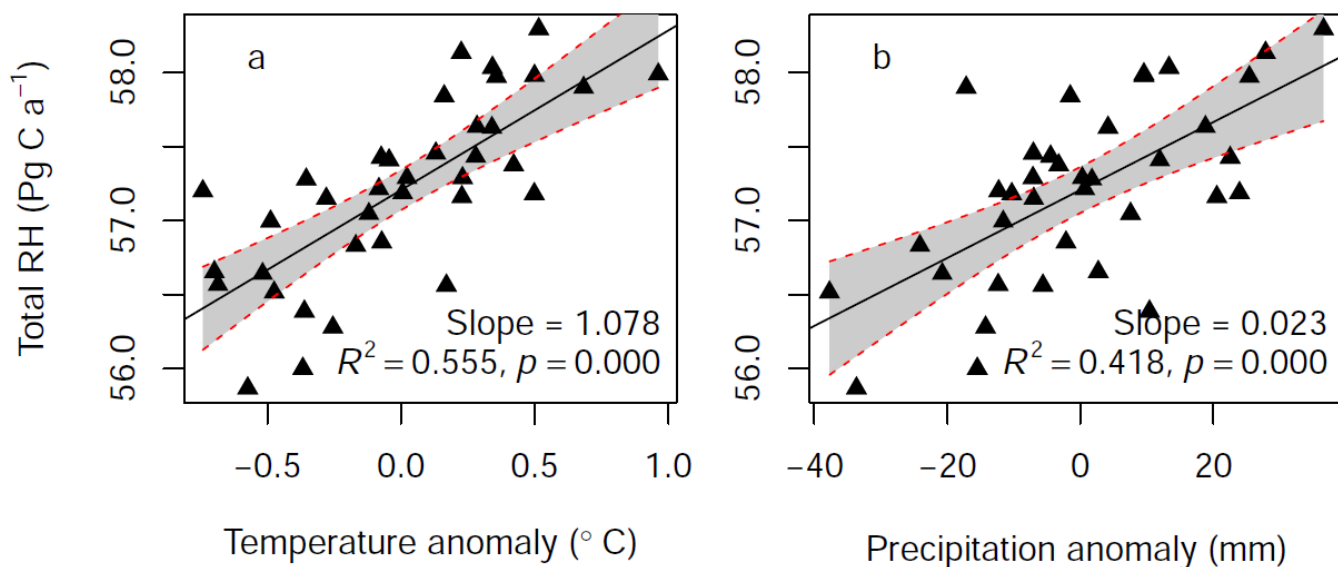 Total RH (Pg C a⁻¹)
58.0
57.0
56.0
a
Slope = 1.078
R² = 0.555, p = 0.000
−0.5
0.0
0.5
1.0
Temperature anomaly (° C)
58.0
57.0
56.0
b
Slope = 0.023
R² = 0.418, p = 0.000
−40
−20
0
20
Precipitation anomaly (mm)